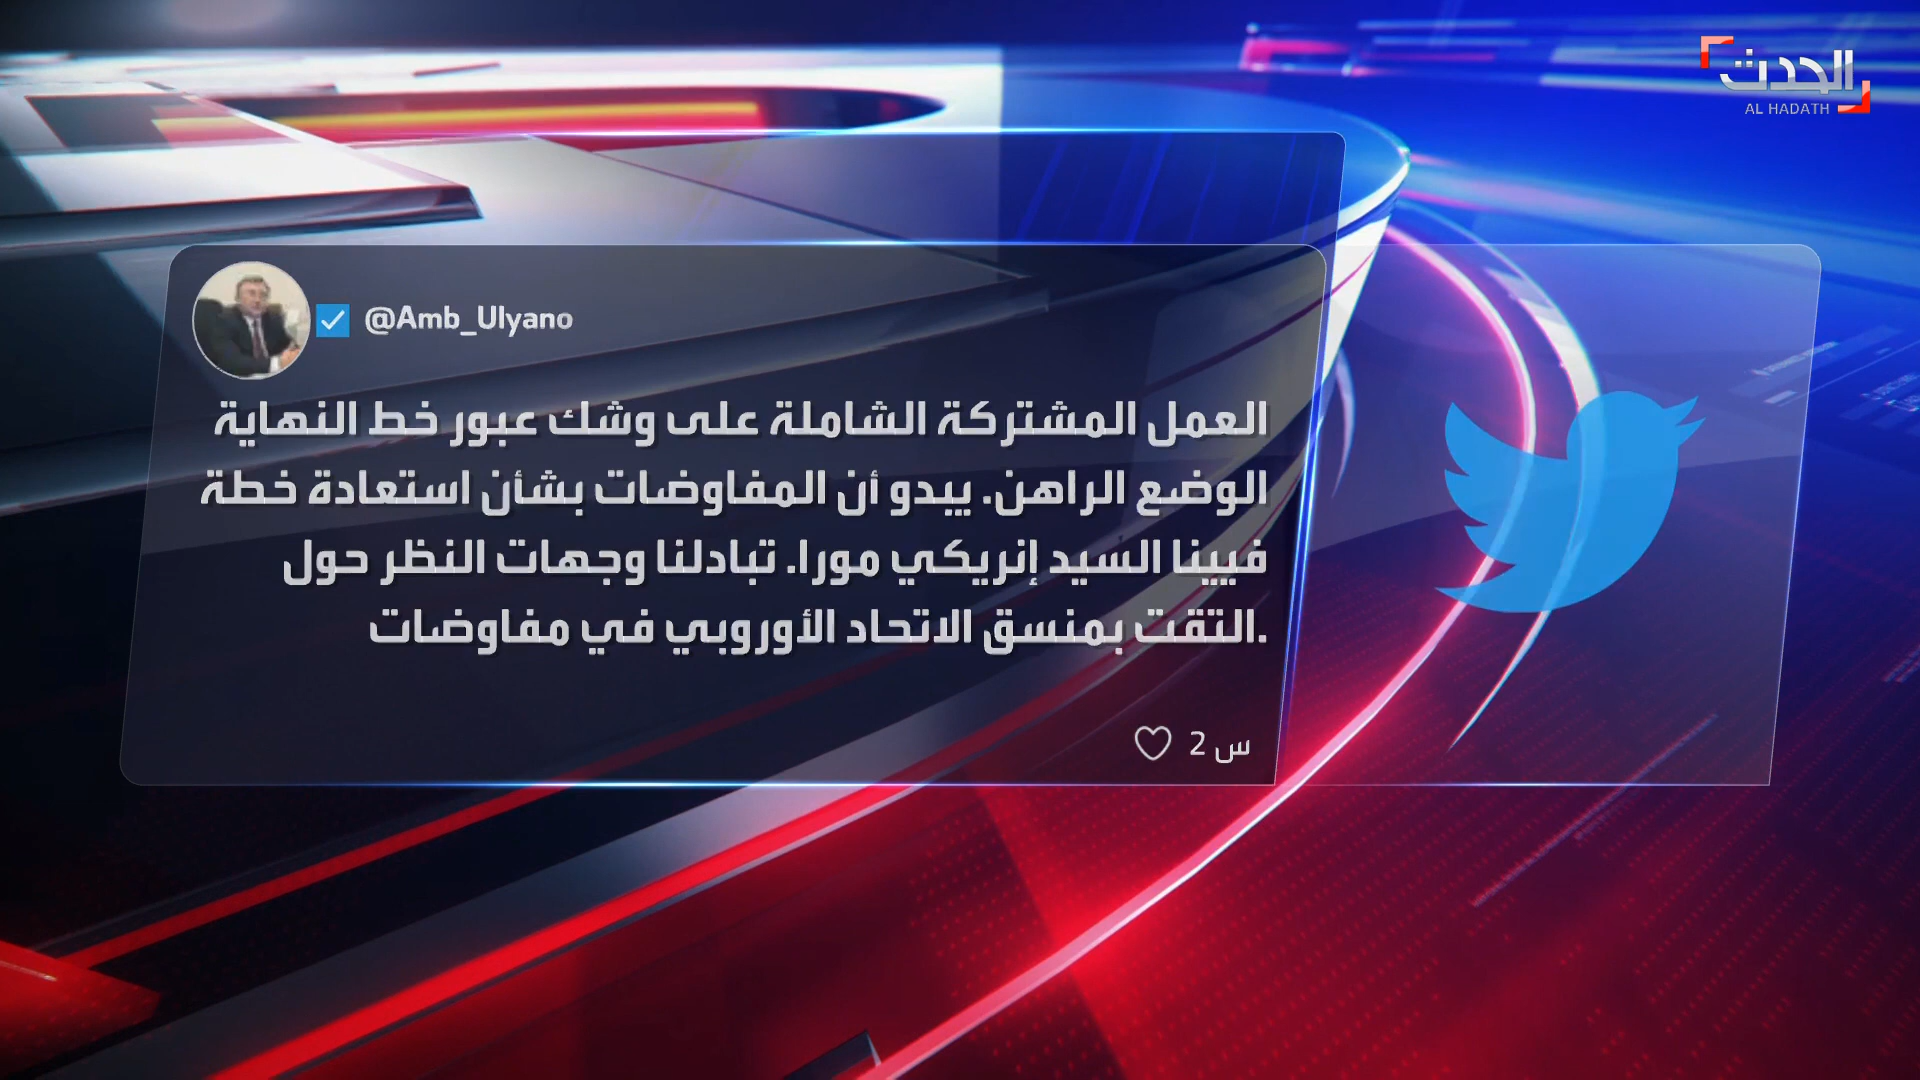 الحدث
AL HADATH
@Amb_Ulyano
العمل المشتركة الشاملة على وشك عبور خط النهاية
الوضع الراهن. يبدو أن المفاوضات بشأن استعادة خطة
فيينا السيد إنريكي مورا. تبادلنا وجهات النظر حول
.التقت بمنسق الاتحاد الأوروبي في مفاوضات
س 2